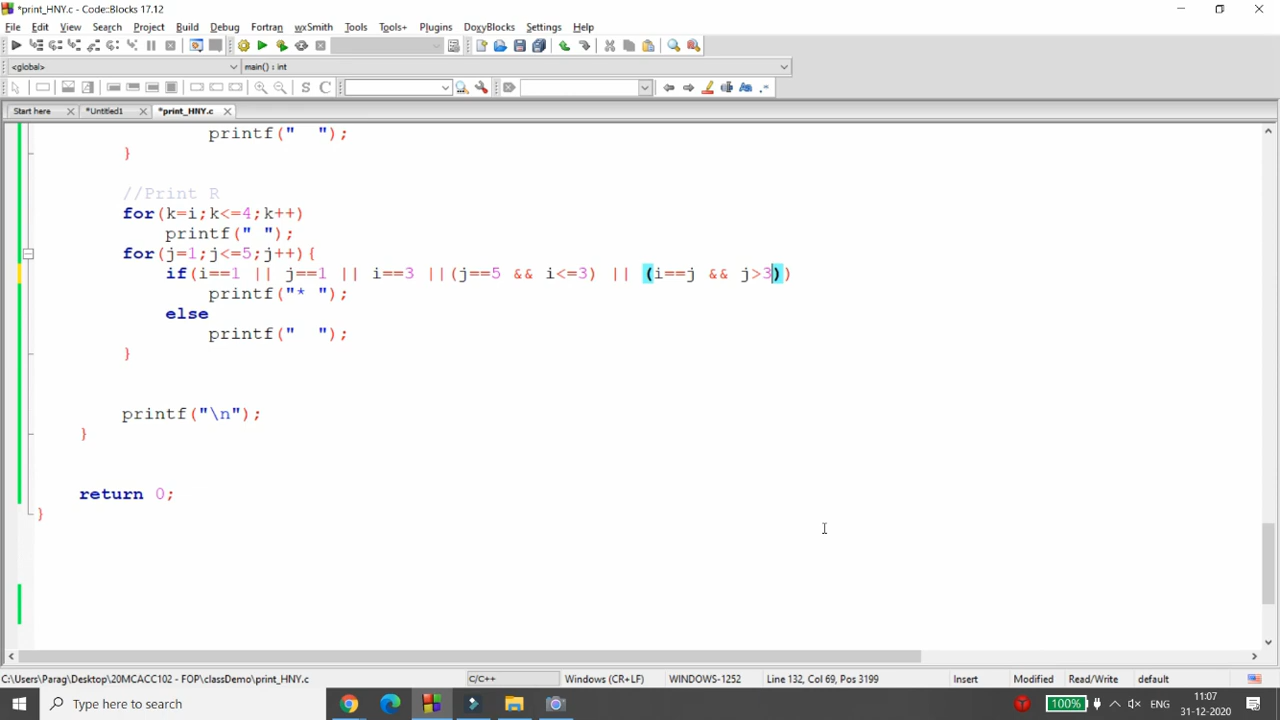 *print_HNY.c - Code::Blocks 17.12
File Edit View Search Project Build Debug Fortran wxSmith Tools Tools+ Plugins DoxyBlocks Settings Help
<global> main() : int
S C
Start here *Untitled1 *print_HNY.c
printf("  ");
}
//Print R
for(k=i;k<=4;k++)
printf(" ");
for(j=1;j<=5;j++){
if(i==1 || j==1 || i==3 ||(j==5 && i<=3) || (i==j && j>3))
printf("* ");
else
printf("  ");
}
printf("\n");
}
return 0;
}
C:\Users\Parag\Desktop\20MCACC102 - FOP\classDemo\print_HNY.c C/C++ Windows (CR+LF) WINDOWS-1252 Line 132, Col 69, Pos 3199 Insert Modified Read/Write default
Type here to search 100% ENG 11:07
31-12-2020